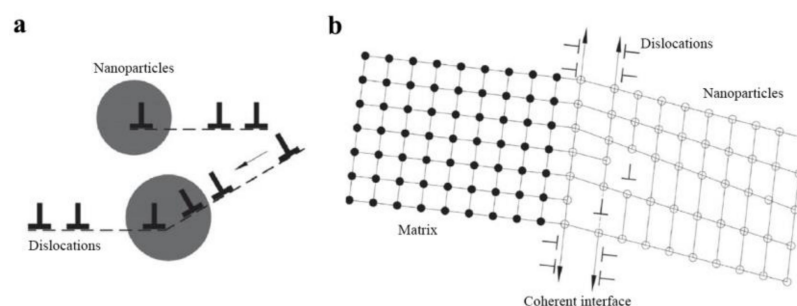 a
Nanoparticles
Dislocations
b
Dislocations
Nanoparticles
Matrix
Coherent interface